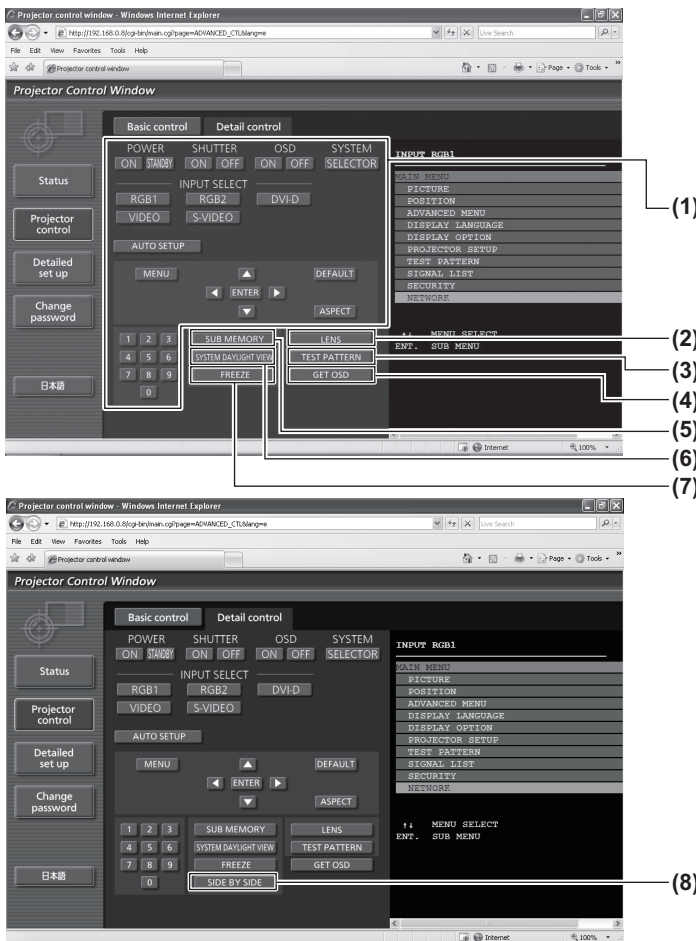 Projector control window - Windows Internet Explorer
http://192.168.0.8/cgi-bin/main.cgi?page=ADVANCED_CTL&lang=e
Live Search
File Edit View Favorites Tools Help
Projector control window
Page Tools
Projector Control Window
Basic control Detail control
POWER SHUTTER OSD SYSTEM
ON STANDBY ON OFF ON OFF SELECTOR
INPUT SELECT
RGB1 RGB2 DVI-D
VIDEO S-VIDEO
AUTO SETUP
MENU ▲ DEFAULT
◀ ENTER ▶
▼ ASPECT
1 2 3 SUB MEMORY LENS
4 5 6 SYSTEM DAYLIGHT VIEW TEST PATTERN
7 8 9 FREEZE GET OSD
0
Status
Projector control
Detailed set up
Change password
日本語
INPUT RGB1
MAIN MENU
PICTURE
POSITION
ADVANCED MENU
DISPLAY LANGUAGE
DISPLAY OPTION
PROJECTOR SETUP
TEST PATTERN
SIGNAL LIST
SECURITY
NETWORK
↑↓ MENU SELECT
ENT. SUB MENU
Internet 100%
(1)
(2)
(3)
(4)
(5)
(6)
(7)
Projector control window - Windows Internet Explorer
http://192.168.0.8/cgi-bin/main.cgi?page=ADVANCED_CTL&lang=e
Live Search
File Edit View Favorites Tools Help
Projector control window
Page Tools
Projector Control Window
Basic control Detail control
POWER SHUTTER OSD SYSTEM
ON STANDBY ON OFF ON OFF SELECTOR
INPUT SELECT
RGB1 RGB2 DVI-D
VIDEO S-VIDEO
AUTO SETUP
MENU ▲ DEFAULT
◀ ENTER ▶
▼ ASPECT
1 2 3 SUB MEMORY LENS
4 5 6 SYSTEM DAYLIGHT VIEW TEST PATTERN
7 8 9 FREEZE GET OSD
0 SIDE BY SIDE
Status
Projector control
Detailed set up
Change password
日本語
INPUT RGB1
MAIN MENU
PICTURE
POSITION
ADVANCED MENU
DISPLAY LANGUAGE
DISPLAY OPTION
PROJECTOR SETUP
TEST PATTERN
SIGNAL LIST
SECURITY
NETWORK
↑↓ MENU SELECT
ENT. SUB MENU
Internet 100%
(8)